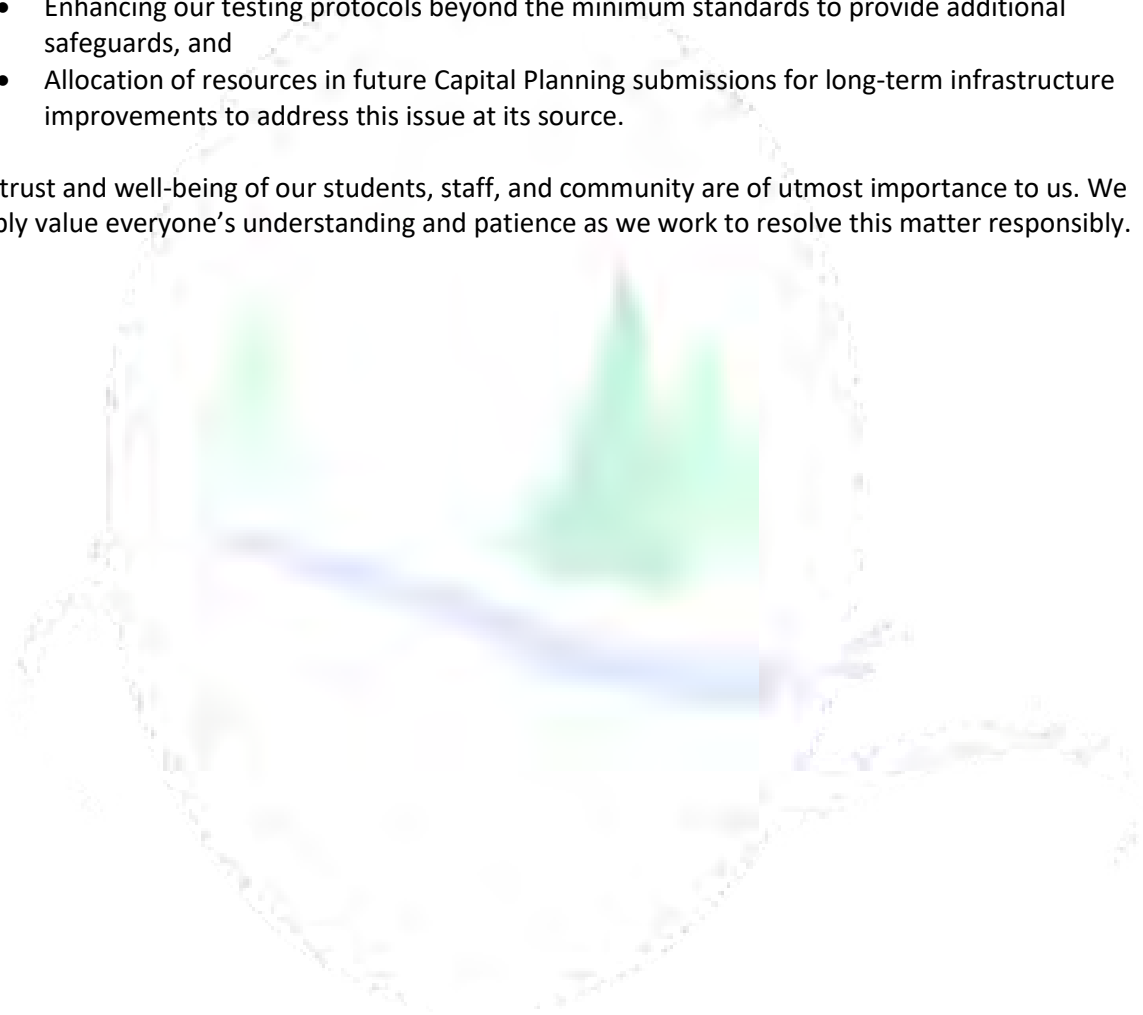 • Enhancing our testing protocols beyond the minimum standards to provide additional
safeguards, and
• Allocation of resources in future Capital Planning submissions for long-term infrastructure
improvements to address this issue at its source.
trust and well-being of our students, staff, and community are of utmost importance to us. We
value everyone’s understanding and patience as we work to resolve this matter responsibly.